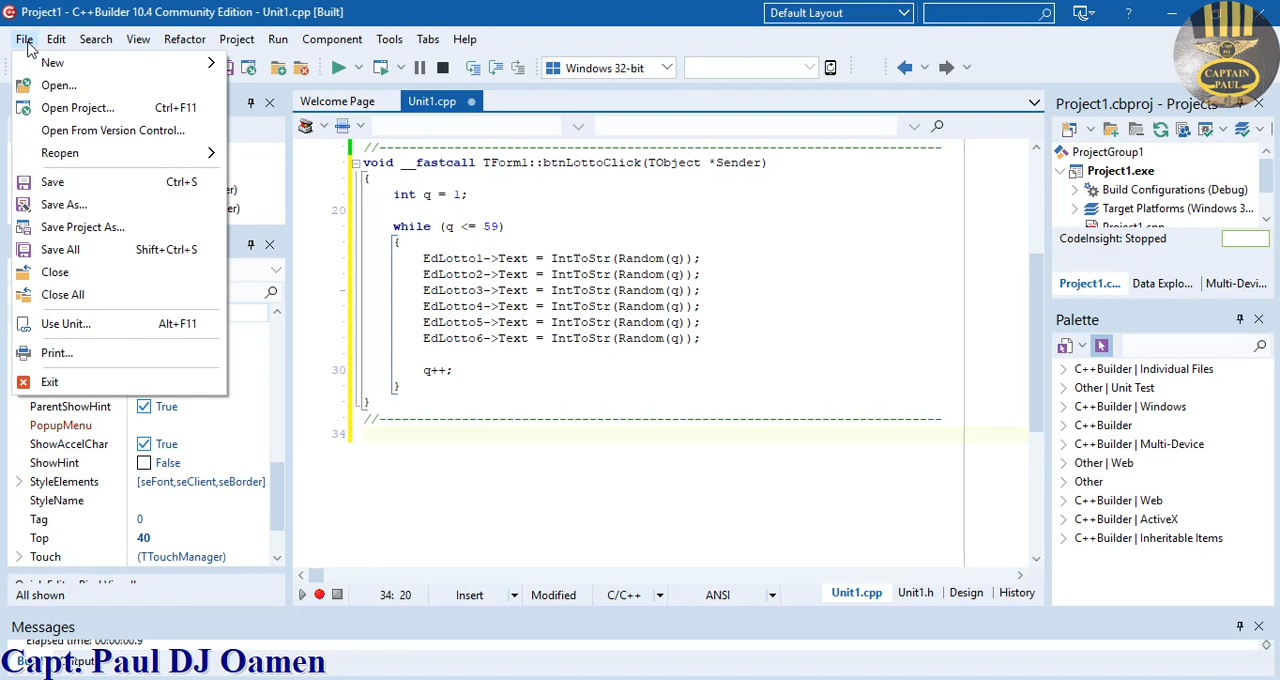 Project1 - C++Builder 10.4 Community Edition - Unit1.cpp [Built]
Default Layout
File Edit Search View Refactor Project Run Component Tools Tabs Help
New
Open...
Open Project... Ctrl+F11
Open From Version Control...
Reopen
Save Ctrl+S
Save As...
Save Project As...
Save All Shift+Ctrl+S
Close
Close All
Use Unit... Alt+F11
Print...
Exit
Windows 32-bit
Welcome Page Unit1.cpp
//---------------------------------------------------------------------------
void __fastcall TForm1::btnLottoClick(TObject *Sender)
{
int q = 1;
20
while (q <= 59)
{
EdLotto1->Text = IntToStr(Random(q));
EdLotto2->Text = IntToStr(Random(q));
EdLotto3->Text = IntToStr(Random(q));
EdLotto4->Text = IntToStr(Random(q));
EdLotto5->Text = IntToStr(Random(q));
EdLotto6->Text = IntToStr(Random(q));
30 q++;
}
}
//---------------------------------------------------------------------------
34
ParentShowHint True
PopupMenu
ShowAccelChar True
ShowHint False
StyleElements [seFont,seClient,seBorder]
StyleName
Tag 0
Top 40
Touch (TTouchManager)
All shown
34: 20 Insert Modified C/C++ ANSI
Unit1.cpp Unit1.h Design History
CAPTAIN
PAUL
Project1.cbproj - Projects
ProjectGroup1
Project1.exe
Build Configurations (Debug)
Target Platforms (Windows 3...
Project1.cpp
CodeInsight: Stopped
Project1.c... Data Explo... Multi-Devi...
Palette
C++Builder | Individual Files
Other | Unit Test
C++Builder | Windows
C++Builder
C++Builder | Multi-Device
Other | Web
Other
C++Builder | Web
C++Builder | ActiveX
C++Builder | Inheritable Items
Messages
Elapsed time: 00:00:00.9
Capt. Paul DJ Oamen